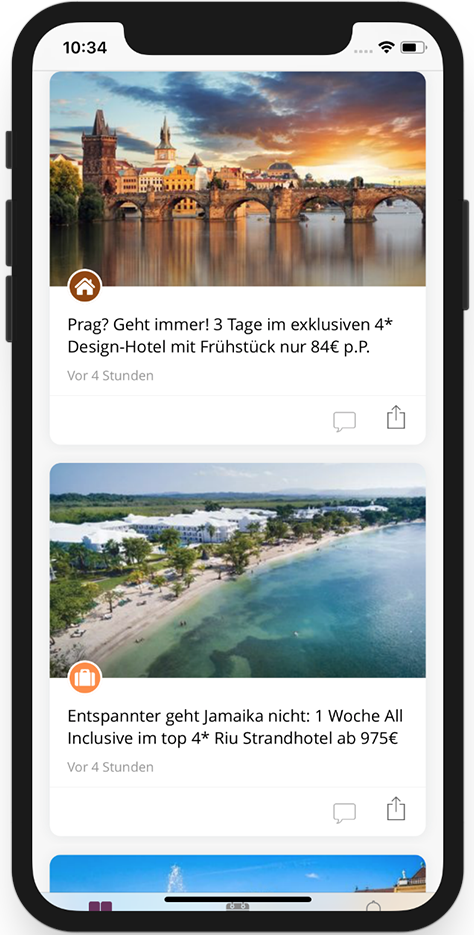 10:34
Prag? Geht immer! 3 Tage im exklusiven 4*
Design-Hotel mit Frühstück nur 84€ p.P.
Vor 4 Stunden
Entspannter geht Jamaika nicht: 1 Woche All
Inclusive im top 4* Riu Strandhotel ab 975€
Vor 4 Stunden